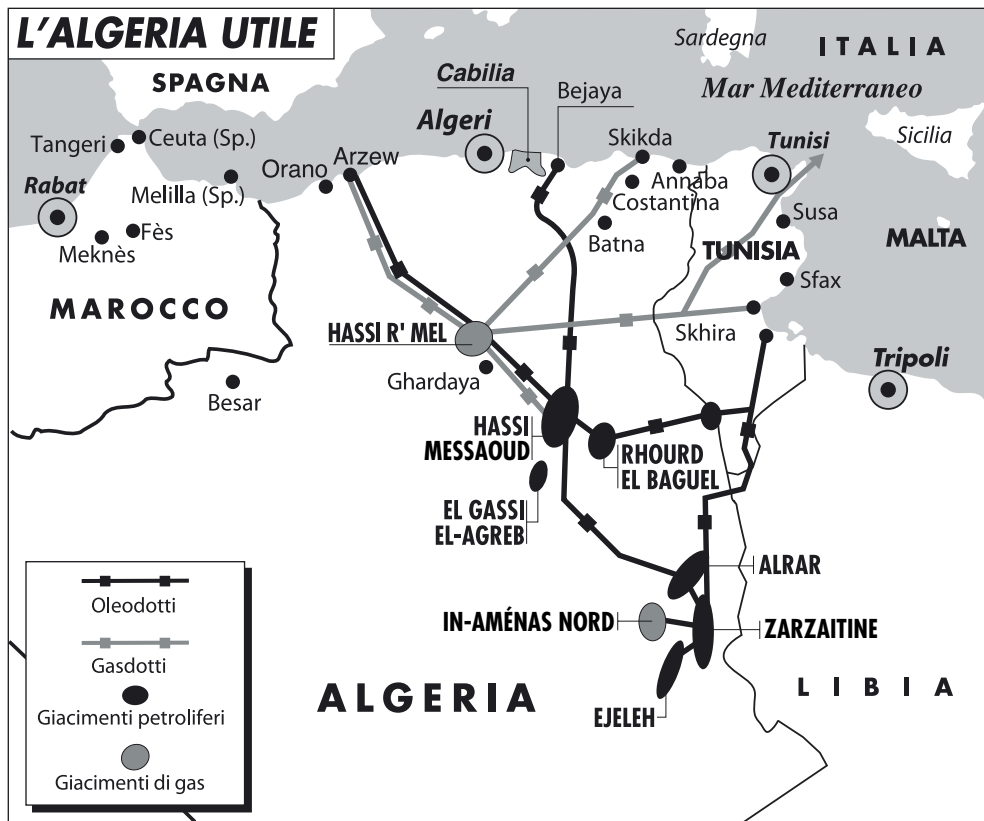 L'ALGERIA UTILE
Sardegna
ITALIA
SPAGNA
Cabilia
Mar Mediterraneo
Bejaya
Algeri
Skikda
Tunisi
Sicilia
Tangeri
Ceuta (Sp.)
Orano
Arzew
Rabat
Melilla (Sp.)
Annaba
Costantina
Susa
Fès
Meknès
Batna
TUNISIA
MALTA
Sfax
MAROCCO
HASSI R' MEL
Skhira
Ghardaya
Tripoli
Besar
HASSI
MESSAOUD
RHOURD
EL BAGUEL
EL GASSI
EL-AGREB
ALRAR
IN-AMÉNAS NORD
ZARZAITINE
EJELEH
ALGERIA
LIBIA
Oleodotti
Gasdotti
Giacimenti petroliferi
Giacimenti di gas